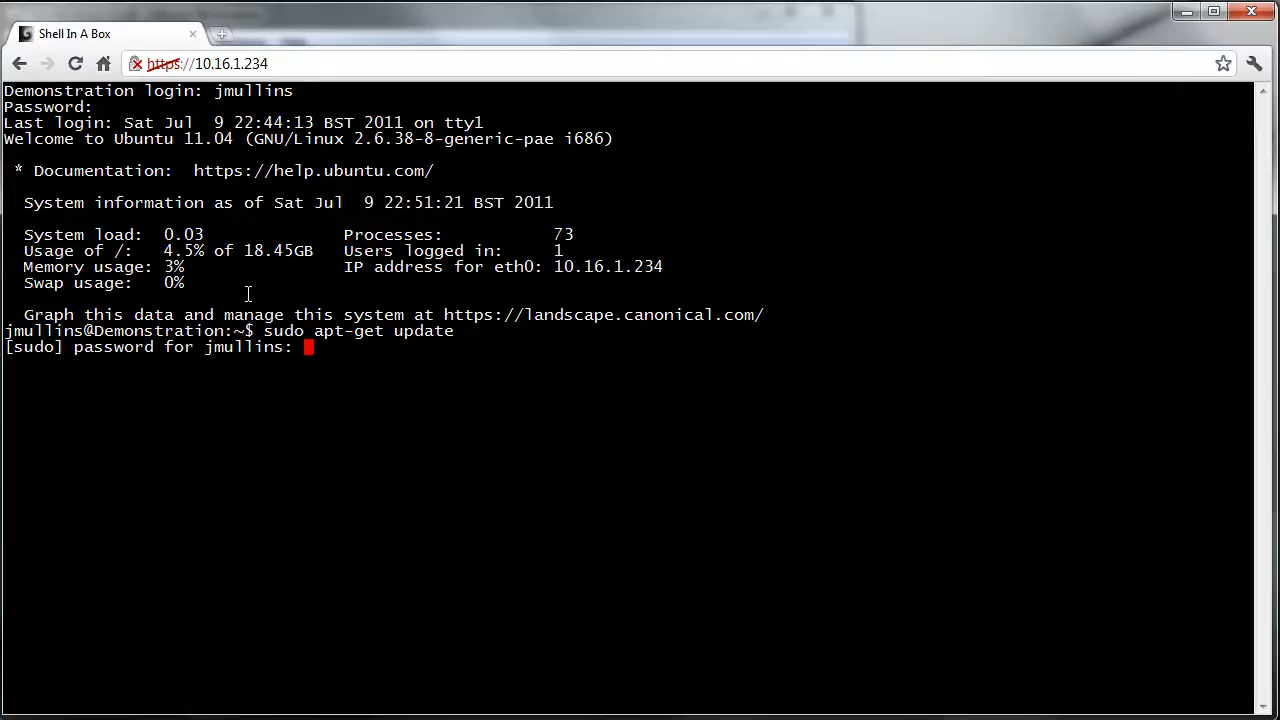 Shell In A Box
https://10.16.1.234
Demonstration login: jmullins
Password:
Last login: Sat Jul  9 22:44:13 BST 2011 on tty1
Welcome to Ubuntu 11.04 (GNU/Linux 2.6.38-8-generic-pae i686)
* Documentation:  https://help.ubuntu.com/
System information as of Sat Jul  9 22:51:21 BST 2011
System load:  0.03              Processes:           73
Usage of /:   4.5% of 18.45GB   Users logged in:     1
Memory usage: 3%                IP address for eth0: 10.16.1.234
Swap usage:   0%
Graph this data and manage this system at https://landscape.canonical.com/
jmullins@Demonstration:~$ sudo apt-get update
[sudo] password for jmullins: